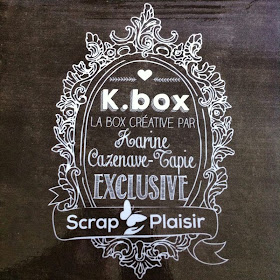 K.box
LA BOX CRÉATIVE PAR
Karine
Cazenave-Tapie
EXCLUSIVE
Scrap Plaisir